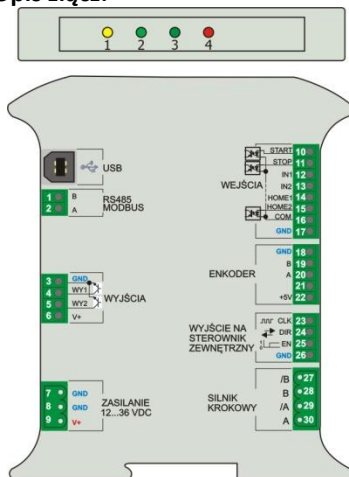 Opis złącz:
1 2 3 4
USB
1 B
2 A
RS485
MODBUS
3 GND
4 WY1
5 WY2
6 V+
WYJŚCIA
7 GND
8 GND
9 V+
ZASILANIE
12...36 VDC
START 10
STOP 11
IN1 12
IN2 13
HOME1 14
HOME2 15
COM 16
GND 17
WEJŚCIA
GND 18
B 19
A 20
21
+5V 22
ENKODER
CLK 23
DIR 24
EN 25
GND 26
WYJŚCIE NA
STEROWNIK
ZEWNĘTRZNY
/B 27
B 28
/A 29
A 30
SILNIK
KROKOWY